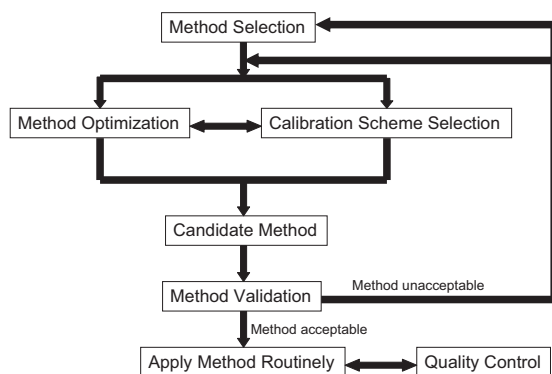 Method Selection
Method Optimization
Calibration Scheme Selection
Candidate Method
Method Validation
Method unacceptable
Method acceptable
Apply Method Routinely
Quality Control